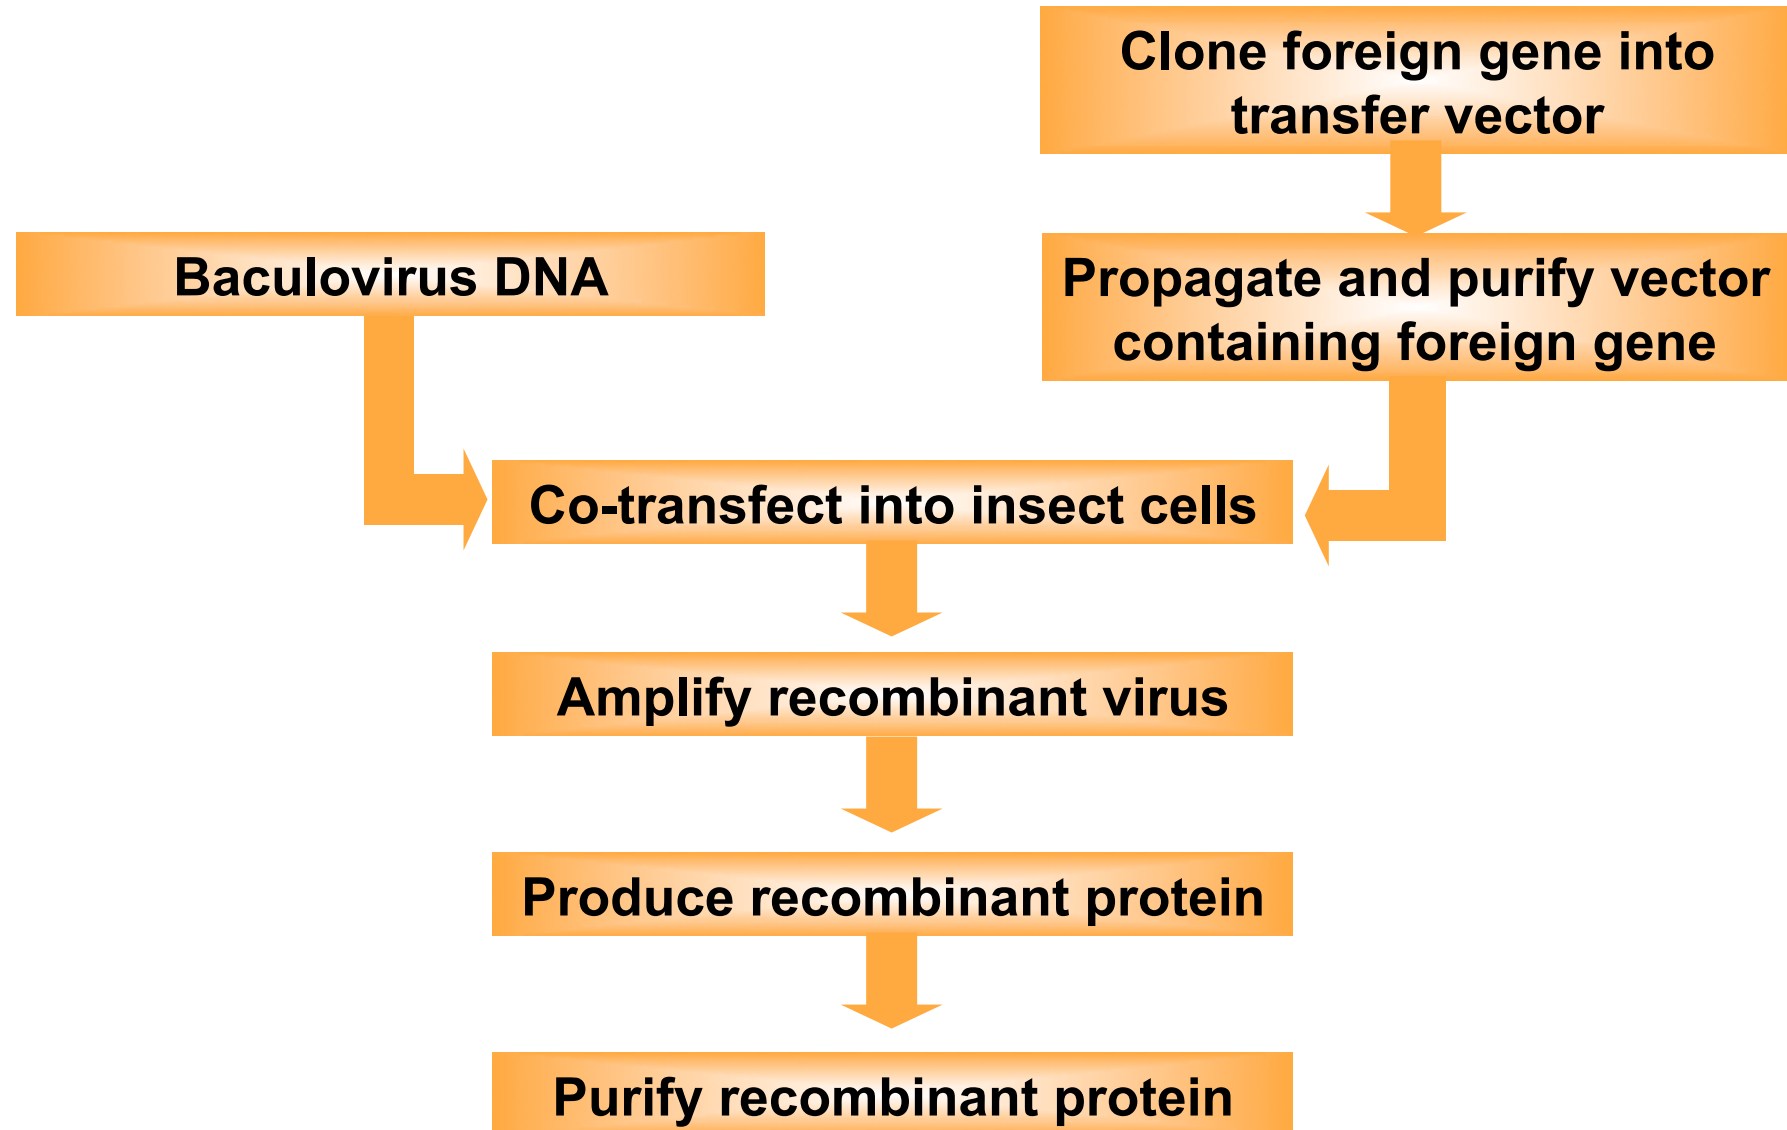 Clone foreign gene into
transfer vector
Baculovirus DNA
Propagate and purify vector
containing foreign gene
Co-transfect into insect cells
Amplify recombinant virus
Produce recombinant protein
Purify recombinant protein